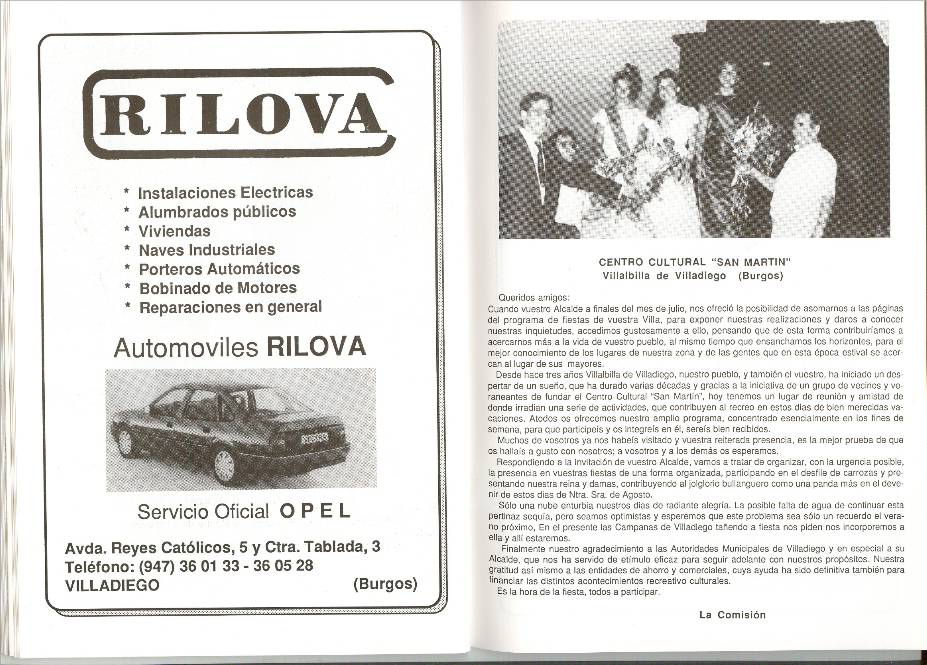 RILOVA
* Instalaciones Electricas
* Alumbrados públicos
* Viviendas
* Naves Industriales
* Porteros Automáticos
* Bobinado de Motores
* Reparaciones en general
Automoviles RILOVA
Servicio Oficial OPEL
Avda. Reyes Católicos, 5 y Ctra. Tablada, 3
Teléfono: (947) 36 01 33 - 36 05 28
VILLADIEGO (Burgos)
CENTRO CULTURAL "SAN MARTIN"
Villalbilla de Villadiego (Burgos)
Queridos amigos:
Cuando vuestro Alcalde a finales del mes de julio, nos ofreció la posibilidad de asomarnos a las páginas
del programa de fiestas de vuestra Villa, para exponer nuestras realizaciones y daros a conocer
nuestras inquietudes, accedimos gustosamente a ello, pensando que de esta forma contribuiríamos a
acercarnos más a la vida de vuestro pueblo, al mismo tiempo que ensanchamos los horizontes, para el
mejor conocimiento de los lugares de nuestra zona y de las gentes que en esta época estival se acer-
can al lugar de sus mayores.
Desde hace tres años Villalbilla de Villadiego, nuestro pueblo, y también el vuestro, ha iniciado un des-
pertar de un sueño, que ha durado varias décadas y gracias a la iniciativa de un grupo de vecinos y ve-
raneantes de fundar el Centro Cultural "San Martín", hoy tenemos un lugar de reunión y amistad de
donde irradian una serie de actividades, que contribuyen al recreo en estos días de bien merecidas va-
caciones. Atodos os ofrecemos nuestro amplio programa, concentrado esencialmente en los fines de
semana, para que participeis y os integreis en él, sereis bien recibidos.
Muchos de vosotros ya nos habeis visitado y vuestra reiterada presencia, es la mejor prueba de que
os hallais a gusto con nosotros; a vosotros y a los demás os esperamos.
Respondiendo a la Invitación de vuestro Alcalde, vamos a tratar de organizar, con la urgencia posible,
la presencia en vuestras fiestas de una forma organizada, participando en el desfile de carrozas y pre-
sentando nuestra reina y damas, contribuyendo al jolglorio bullanguero como una panda más en el deve-
nir de estos dias de Ntra. Sra. de Agosto.
Sólo una nube enturbia nuestros días de radiante alegría. La posible falta de agua de continuar esta
pertinaz sequía, pero seamos optimistas y esperemos que este problema sea sólo un recuerdo el vera-
no próximo, En el presente las Campanas de Villadiego tañendo a fiesta nos piden nos incorporemos a
ella y allí estaremos.
Finalmente nuestro agradecimiento a las Autoridades Municipales de Villadiego y en especial a su
Alcalde, que nos ha servido de etímulo eficaz para seguir adelante con nuestros propósitos. Nuestra
gratitud así mismo a las entidades de ahorro y comerciales, cuya ayuda ha sido definitiva también para
financiar las distintos acontecimientos recreativo culturales.
Es la hora de la fiesta, todos a participar.
La Comisión